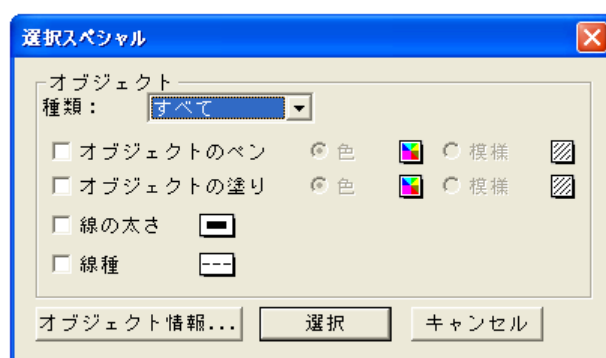 選択スペシャル
オブジェクト
種類： すべて
オブジェクトのペン 色 模様
オブジェクトの塗り 色 模様
線の太さ
線種
オブジェクト情報... 選択 キャンセル